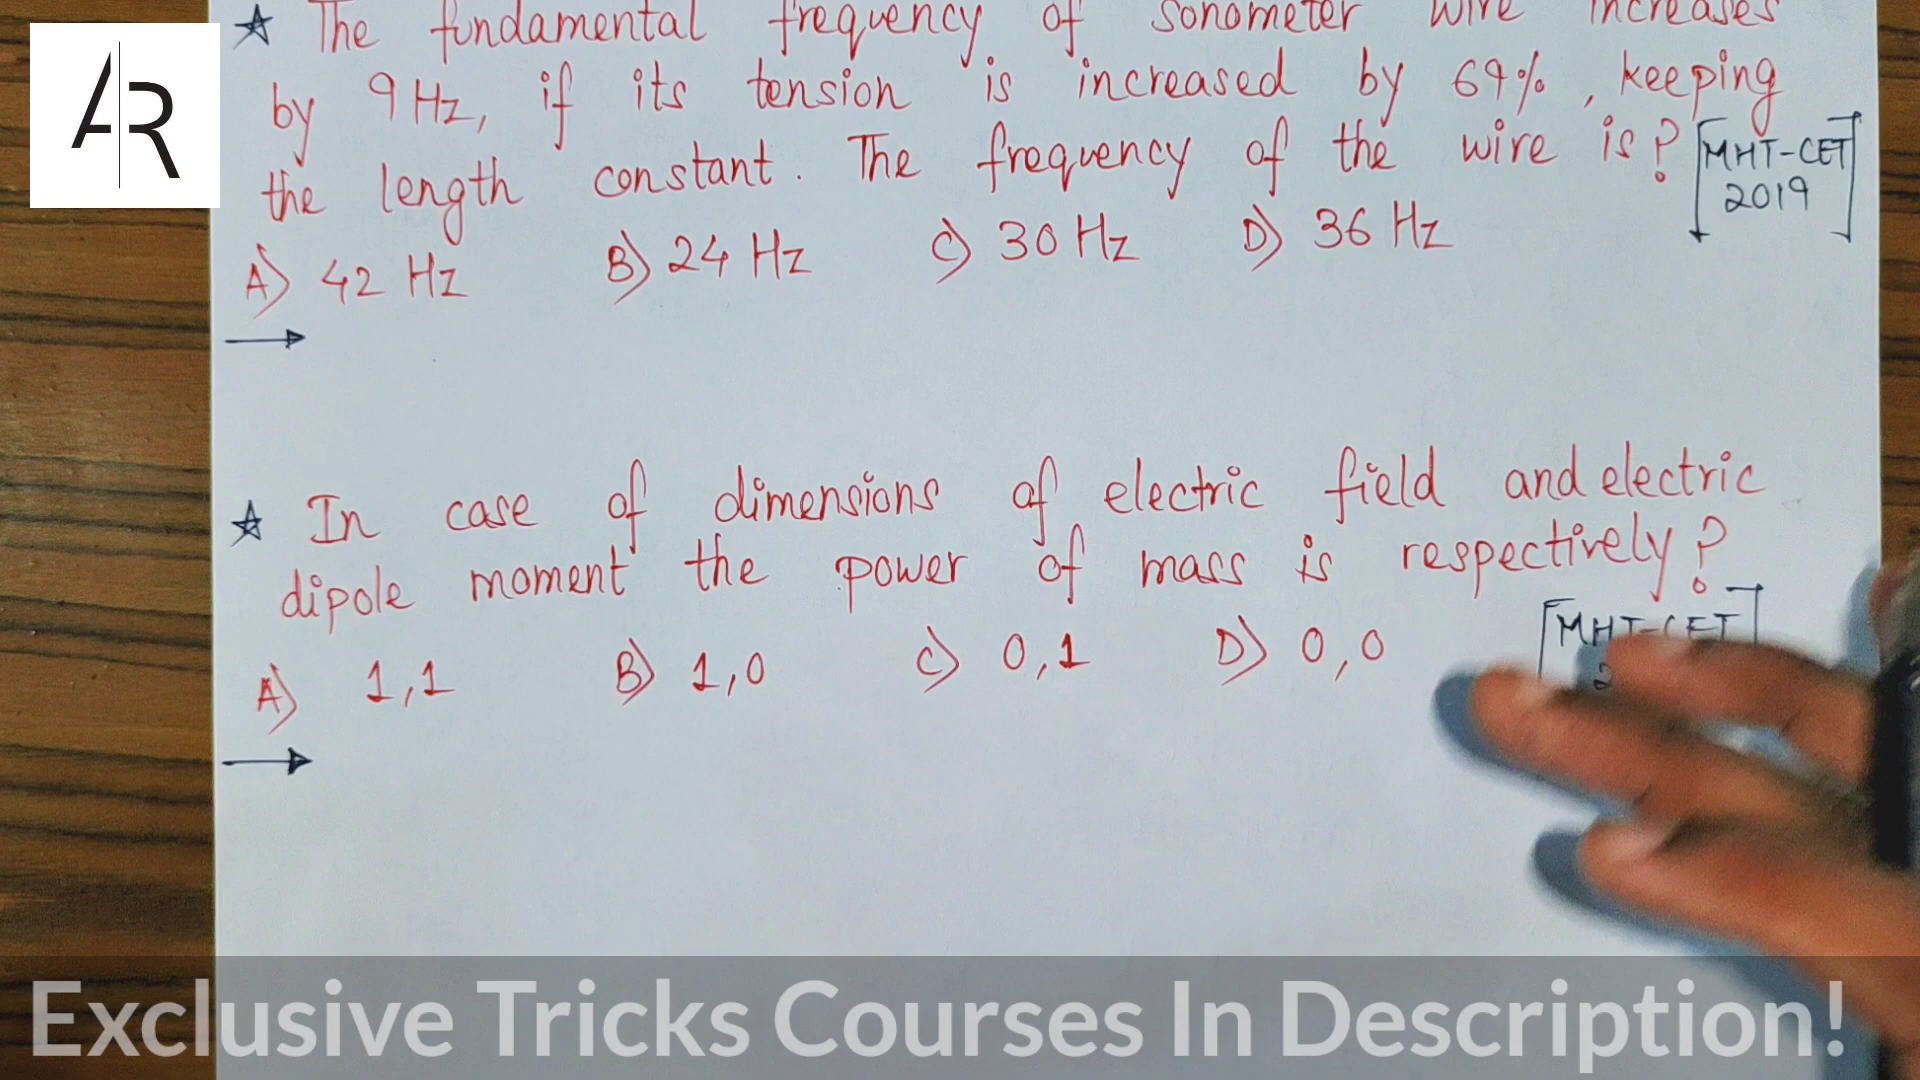 AR
★ The fundamental frequency of sonometer wire increases
by 9 Hz, if its tension is increased by 69%, keeping
the length constant. The frequency of the wire is?
[MHT-CET
2019]
A) 42 Hz B) 24 Hz C) 30 Hz D) 36 Hz
→
★ In case of dimensions of electric field and electric
dipole moment the power of mass is respectively?
[MHT-CET
A) 1,1 B) 1,0 C) 0,1 D) 0,0
→
Exclusive Tricks Courses In Description!